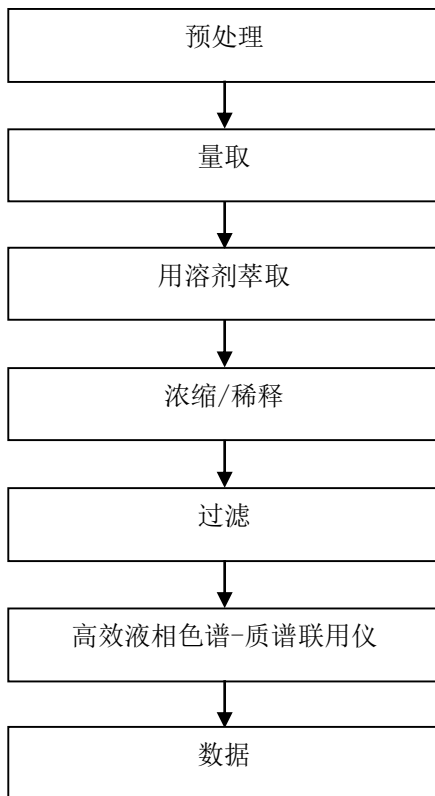 预处理
量取
用溶剂萃取
浓缩/稀释
过滤
高效液相色谱-质谱联用仪
数据